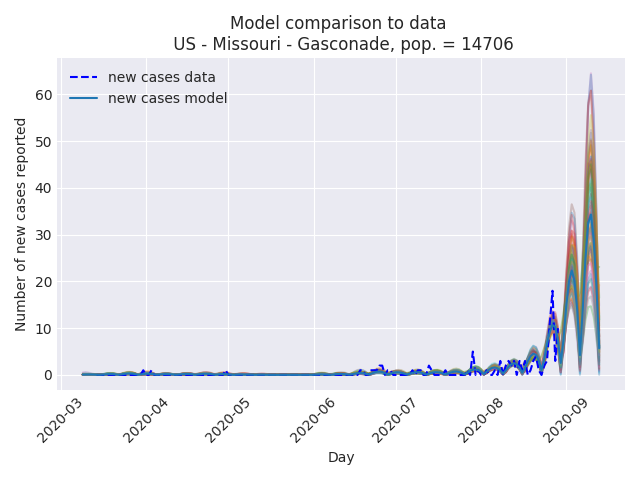 Model comparison to data
US - Missouri - Gasconade, pop. = 14706
new cases data
new cases model
Number of new cases reported
60
50
40
30
20
10
0
2020-03
2020-04
2020-05
2020-06
2020-07
2020-08
2020-09
Day